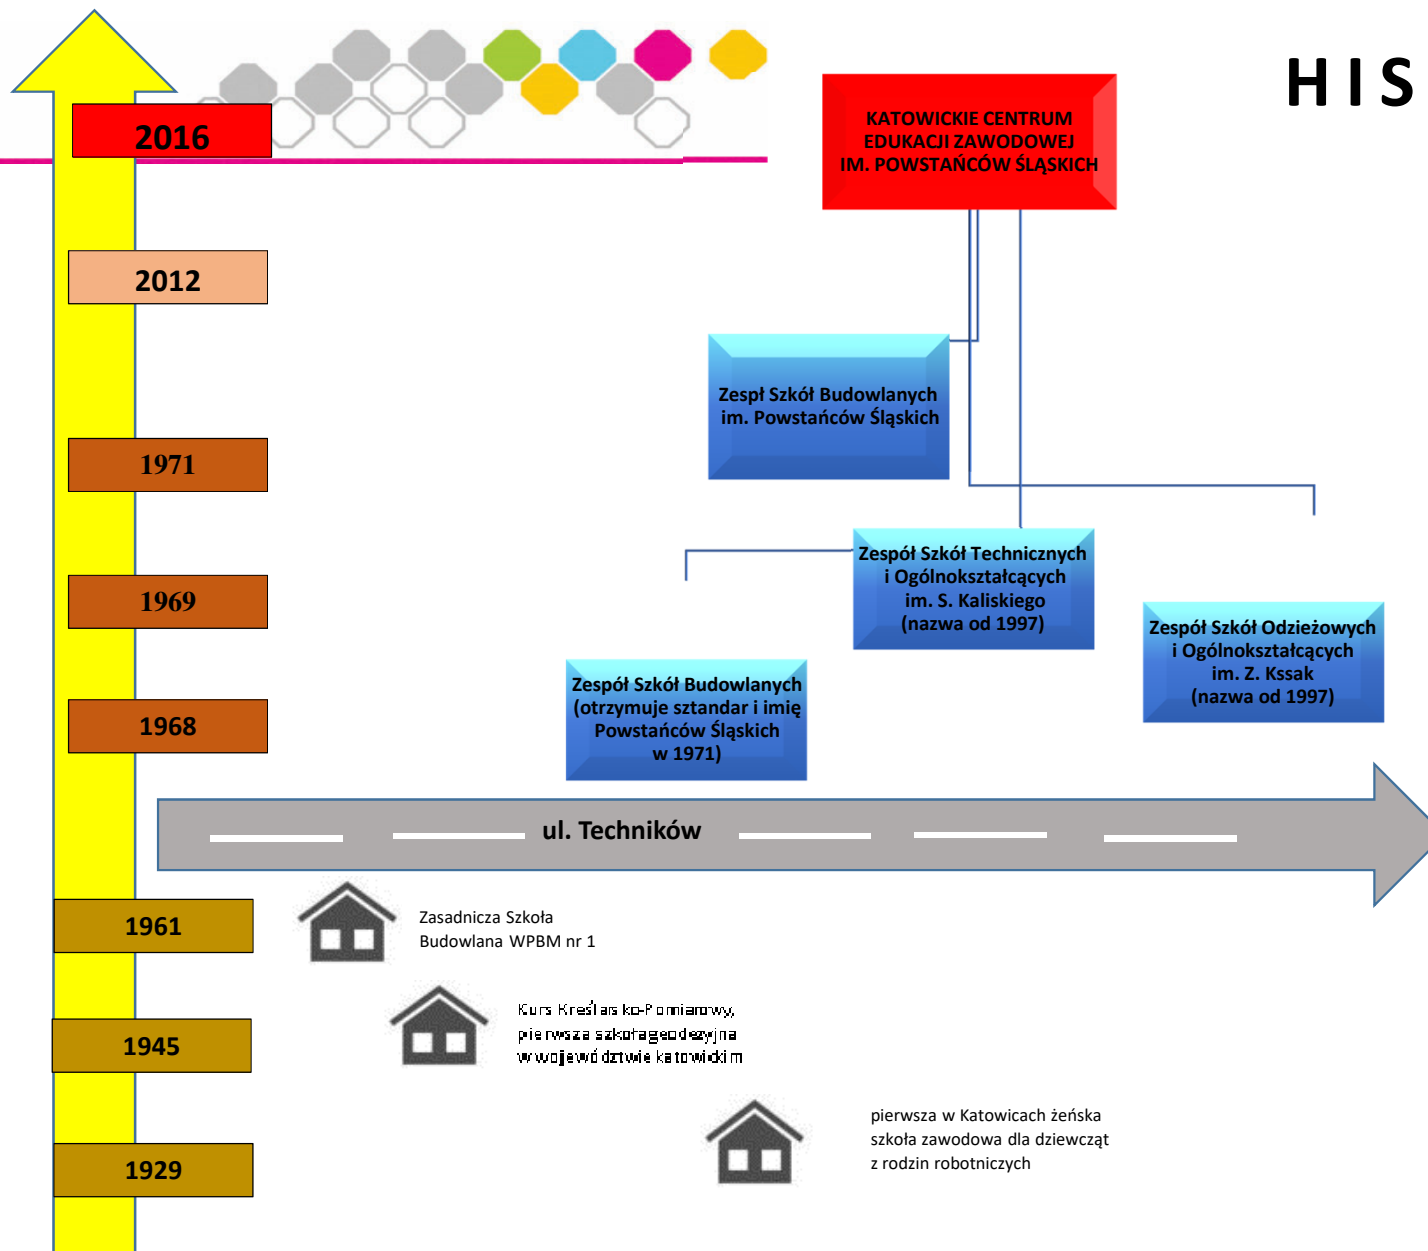 HIS
2016
KATOWICKIE CENTRUM
EDUKACJI ZAWODOWEJ
IM. POWSTAŃCÓW ŚLĄSKICH
2012
Zespł Szkół Budowlanych
im. Powstańców Śląskich
1971
Zespół Szkół Technicznych
i Ogólnokształcących
im. S. Kaliskiego
(nazwa od 1997)
1969
Zespół Szkół Odzieżowych
i Ogólnokształcących
im. Z. Kssak
(nazwa od 1997)
Zespół Szkół Budowlanych
(otrzymuje sztandar i imię
Powstańców Śląskich
w 1971)
1968
ul. Techników
1961
Zasadnicza Szkoła
Budowlana WPBM nr 1
1945
Kurs Kreślarsko-Pomiarowy,
pierwsza szkoła geodezyjna
w województwie katowickim
1929
pierwsza w Katowicach żeńska
szkoła zawodowa dla dziewcząt
z rodzin robotniczych